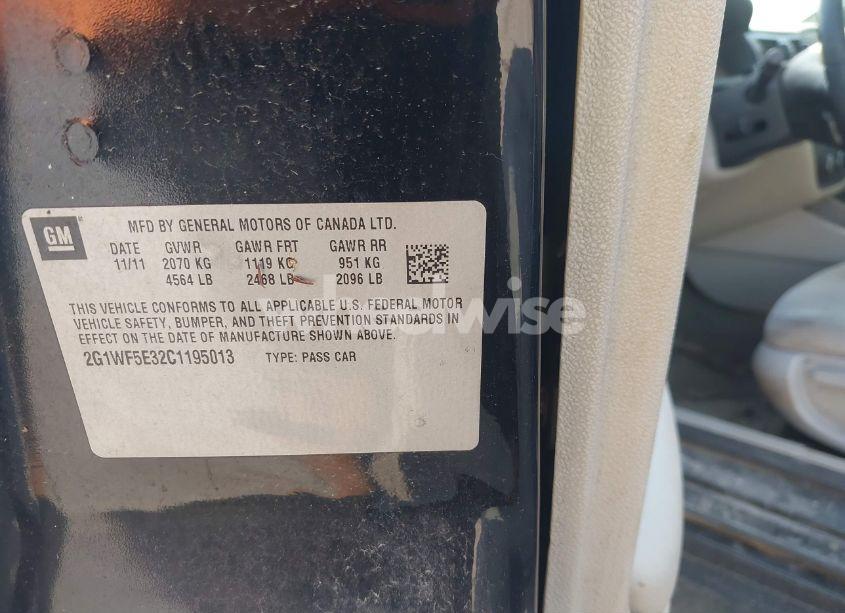 GM
MFD BY GENERAL MOTORS OF CANADA LTD.
DATE GVWR GAWR FRT GAWR RR
11/11 2070 KG 1119 KG 951 KG
4564 LB 2468 LB 2096 LB
THIS VEHICLE CONFORMS TO ALL APPLICABLE U.S. FEDERAL MOTOR
VEHICLE SAFETY, BUMPER, AND THEFT PREVENTION STANDARDS IN
EFFECT ON THE DATE OF MANUFACTURE SHOWN ABOVE.
2G1WF5E32C1195013 TYPE: PASS CAR